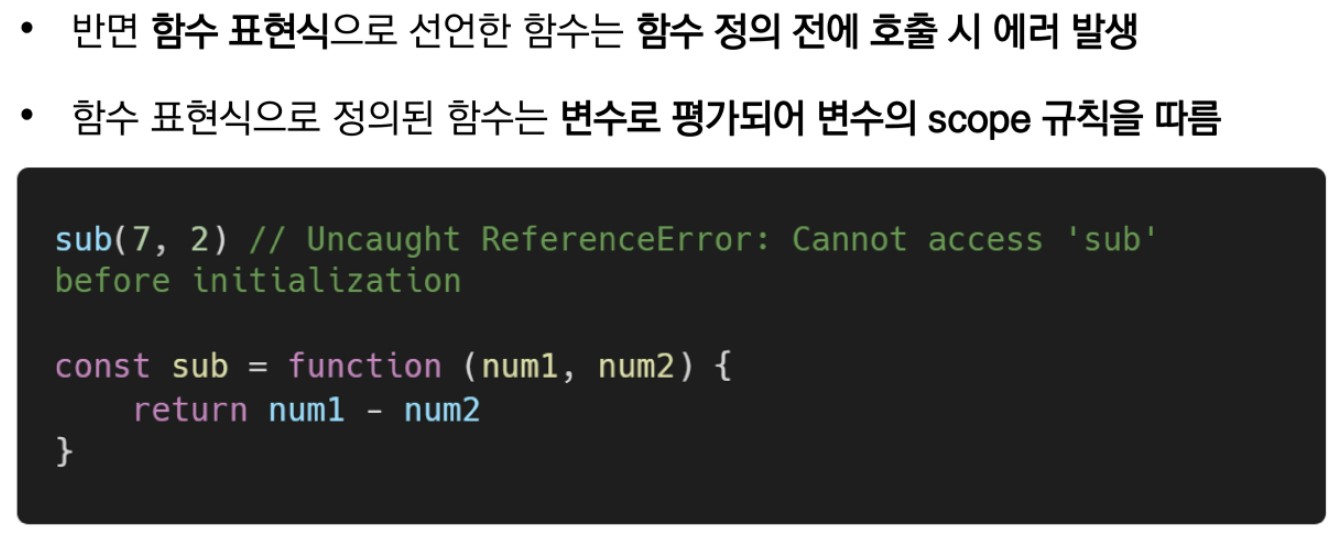 • 반면 함수 표현식으로 선언한 함수는 함수 정의 전에 호출 시 에러 발생
• 함수 표현식으로 정의된 함수는 변수로 평가되어 변수의 scope 규칙을 따름
sub(7, 2) // Uncaught ReferenceError: Cannot access 'sub'
before initialization
const sub = function (num1, num2) {
    return num1 - num2
}